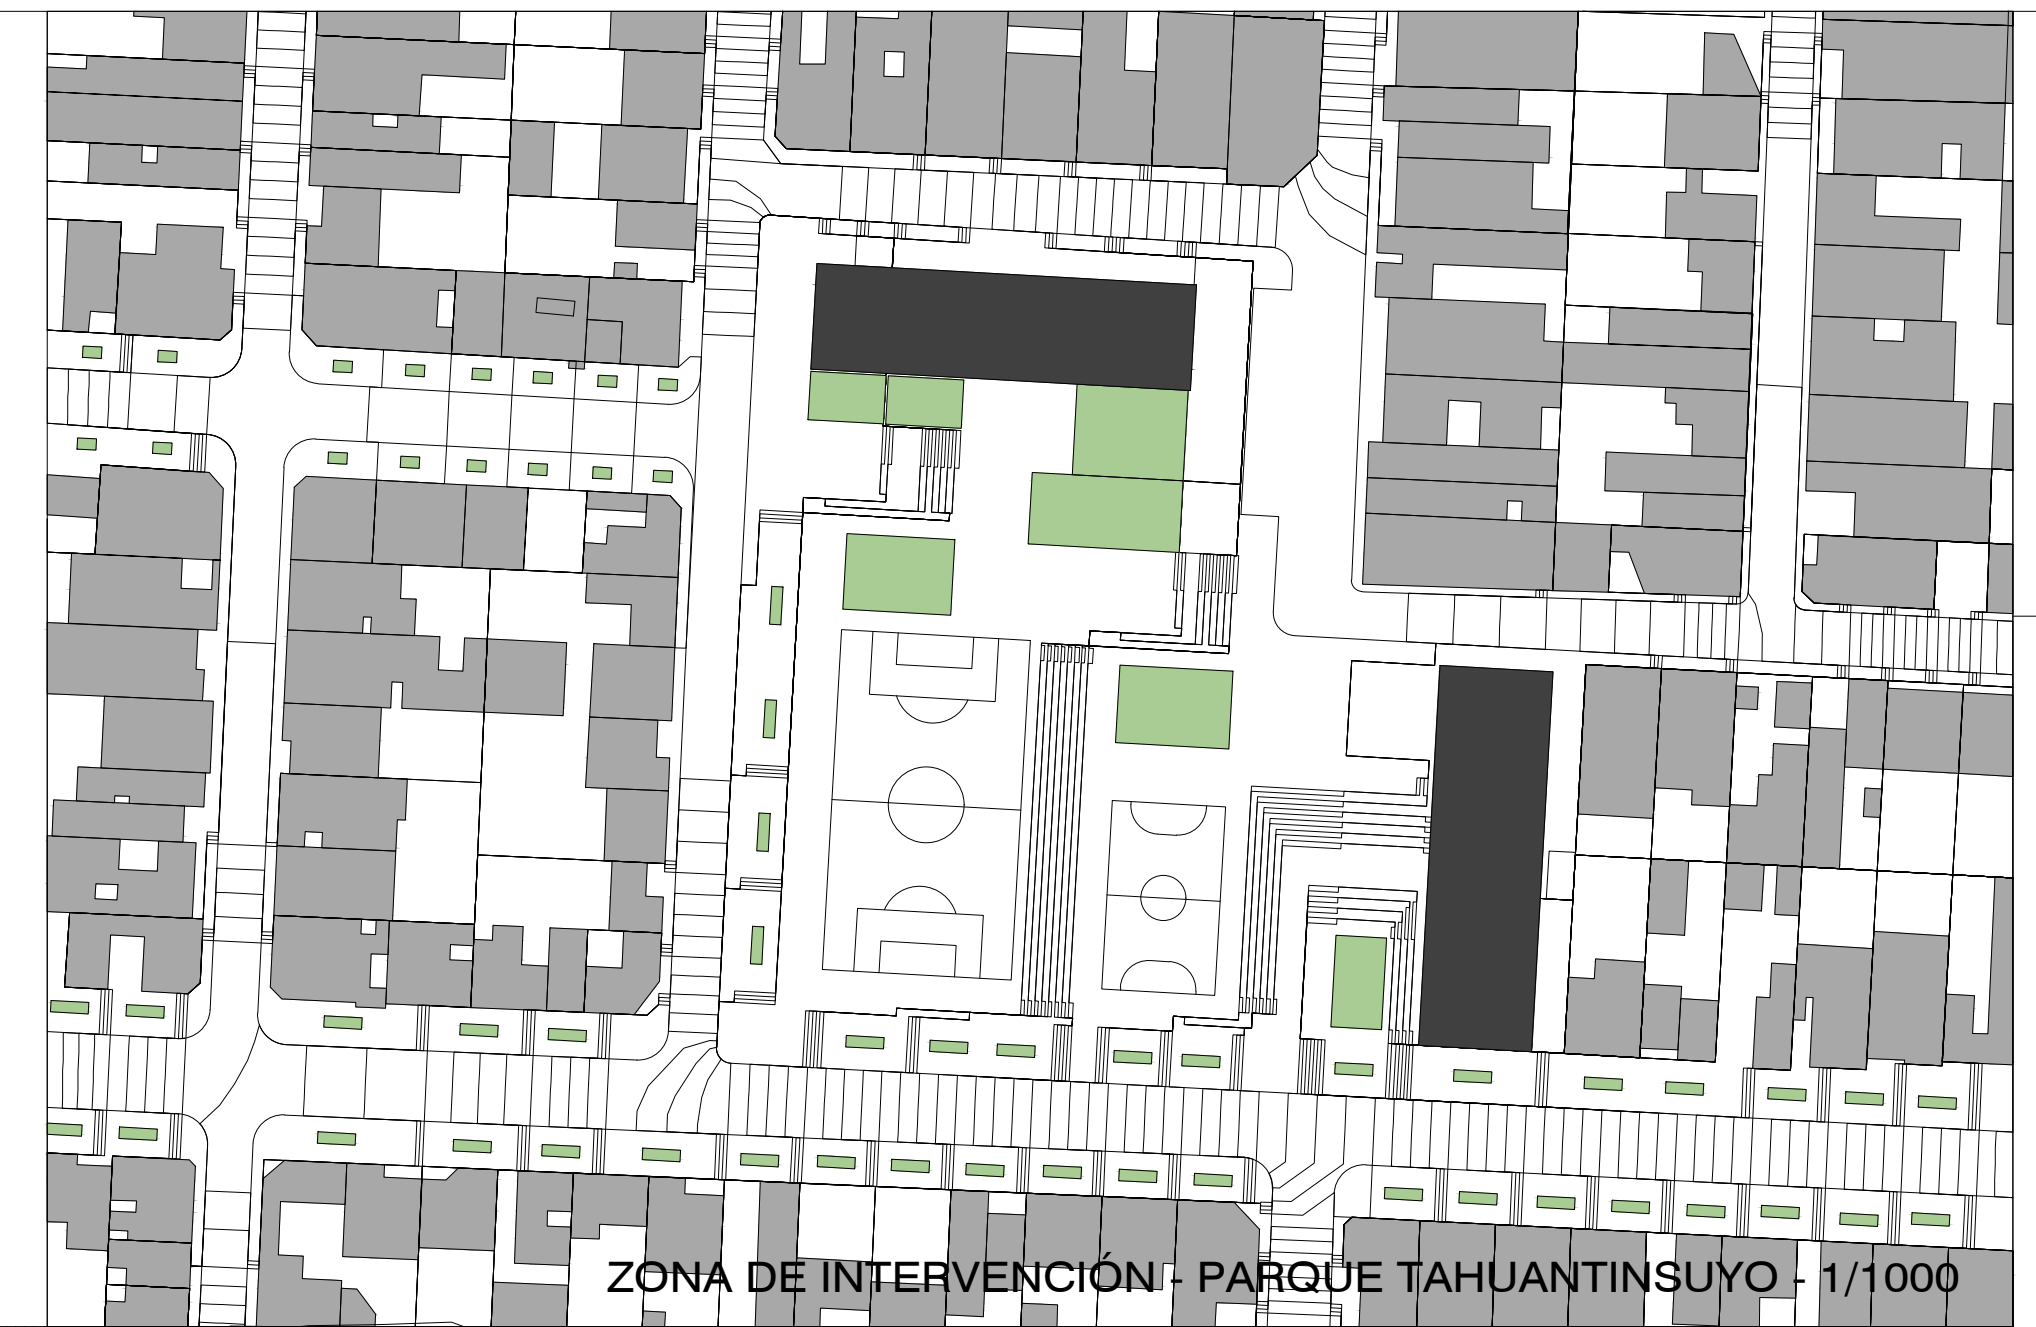 ZONA DE INTERVENCIÓN - PARQUE TAHUANTINSUYO - 1/1000